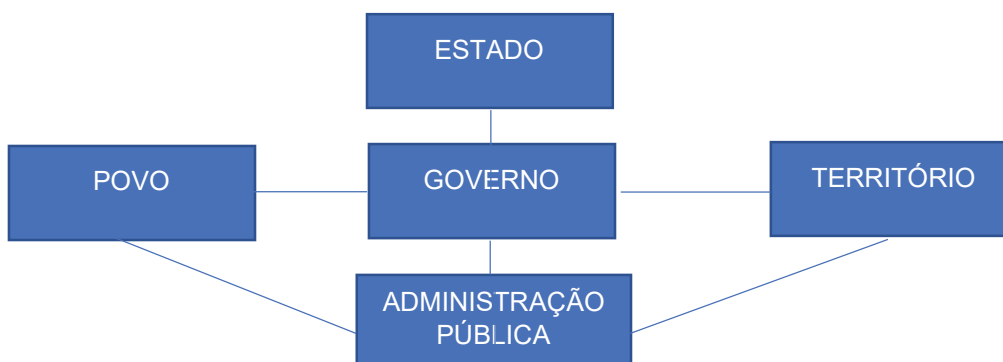 ESTADO
POVO
GOVERNO
TERRITÓRIO
ADMINISTRAÇÃO
PÚBLICA